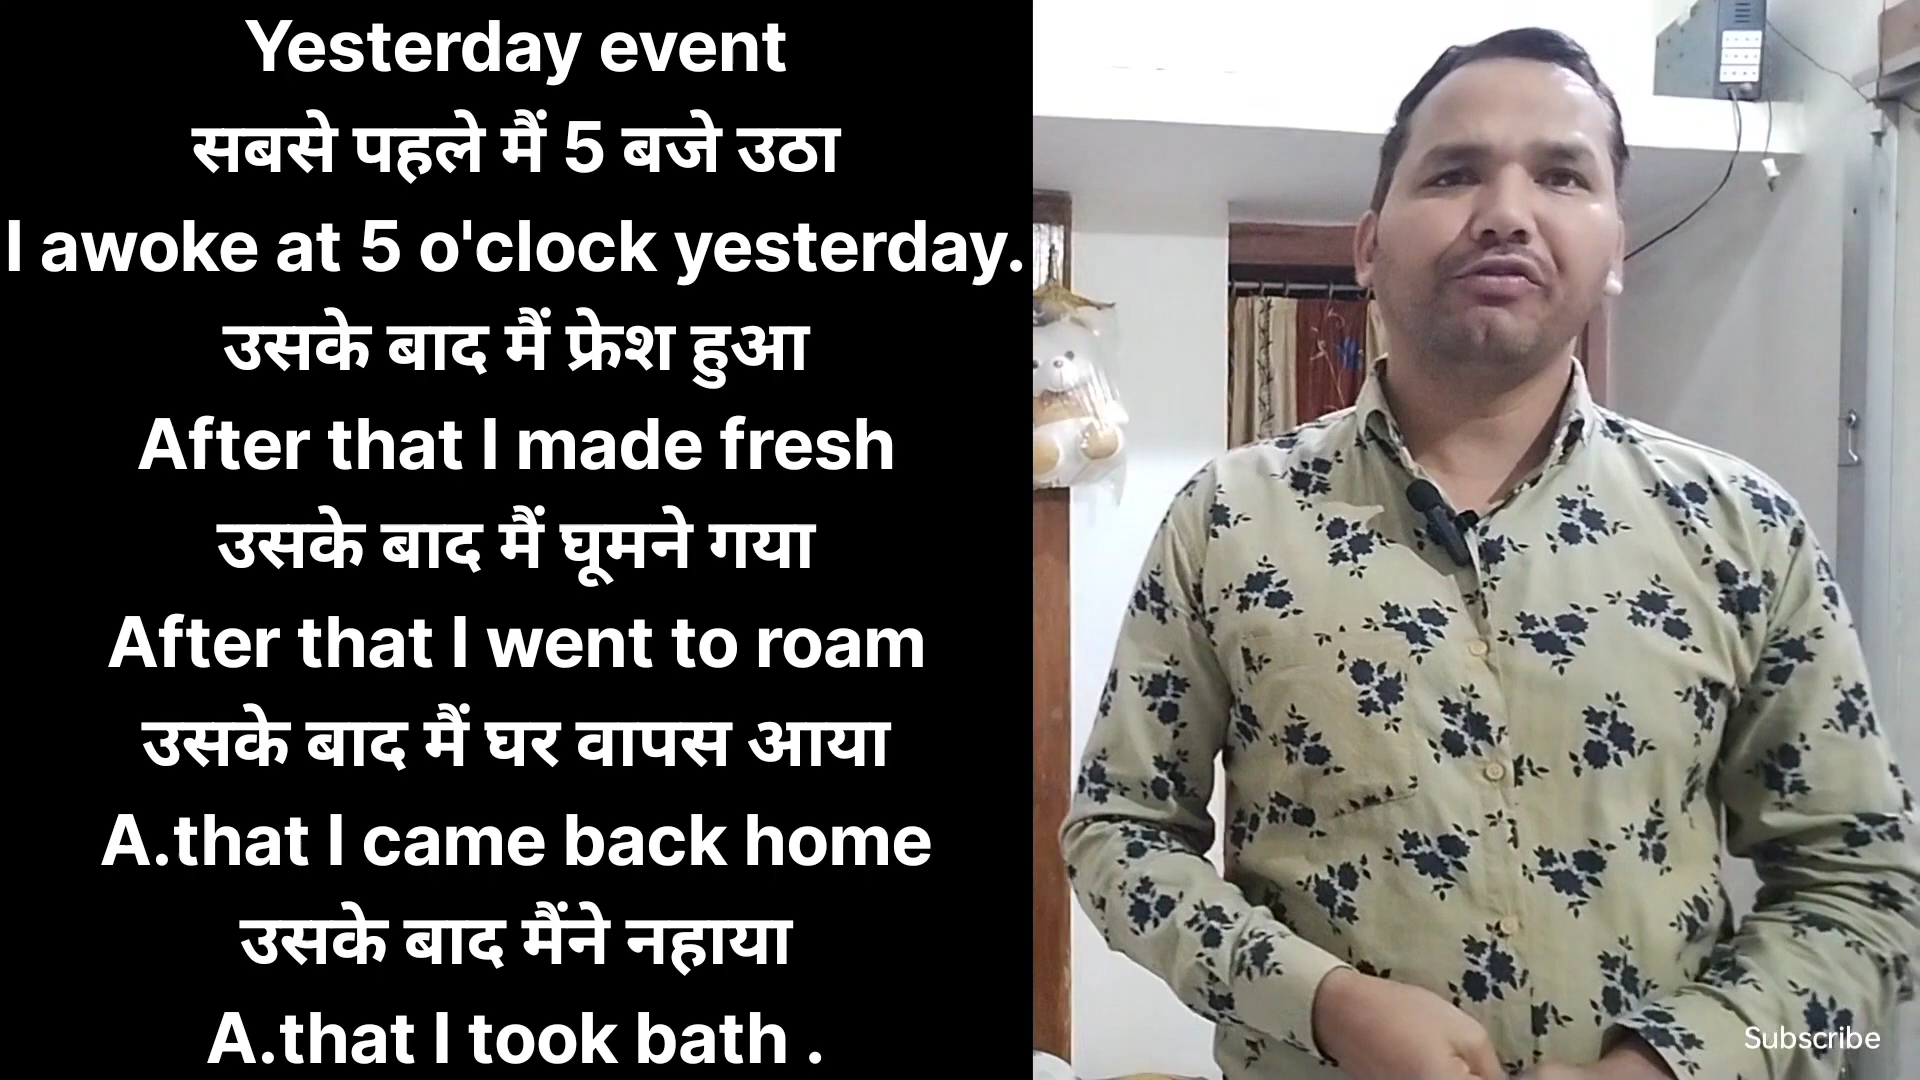 Yesterday event
सबसे पहले मैं 5 बजे उठा
I awoke at 5 o'clock yesterday.
उसके बाद मैं फ्रेश हुआ
After that I made fresh
उसके बाद मैं घूमने गया
After that I went to roam
उसके बाद मैं घर वापस आया
A.that I came back home
उसके बाद मैंने नहाया
A.that I took bath .
Subscribe